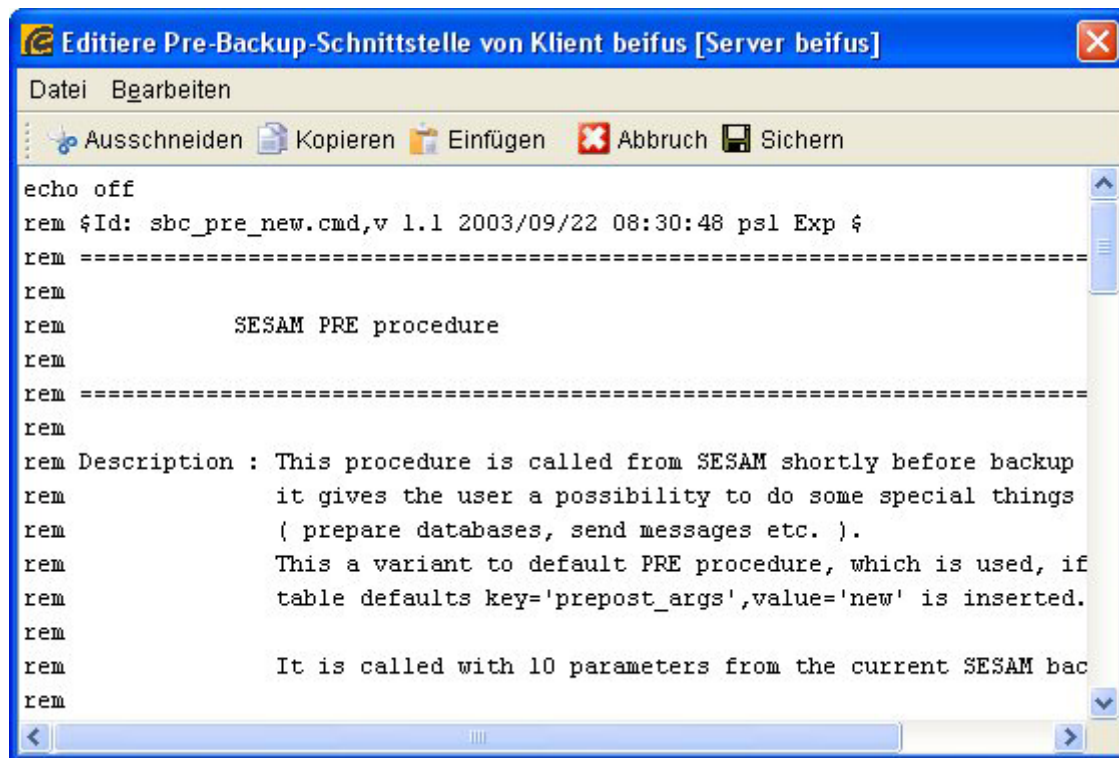 Editiere Pre-Backup-Schnittstelle von Klient beifus [Server beifus]
Datei Bearbeiten
Ausschneiden Kopieren Einfügen Abbruch Sichern
echo off
rem $Id: sbc_pre_new.cmd,v 1.1 2003/09/22 08:30:48 psl Exp $
rem ========================================================================
rem
rem SESAM PRE procedure
rem
rem ========================================================================
rem
rem Description : This procedure is called from SESAM shortly before backup
rem it gives the user a possibility to do some special things
rem ( prepare databases, send messages etc. ).
rem This a variant to default PRE procedure, which is used, if
rem table defaults key='prepost_args',value='new' is inserted.
rem
rem It is called with 10 parameters from the current SESAM bac
rem